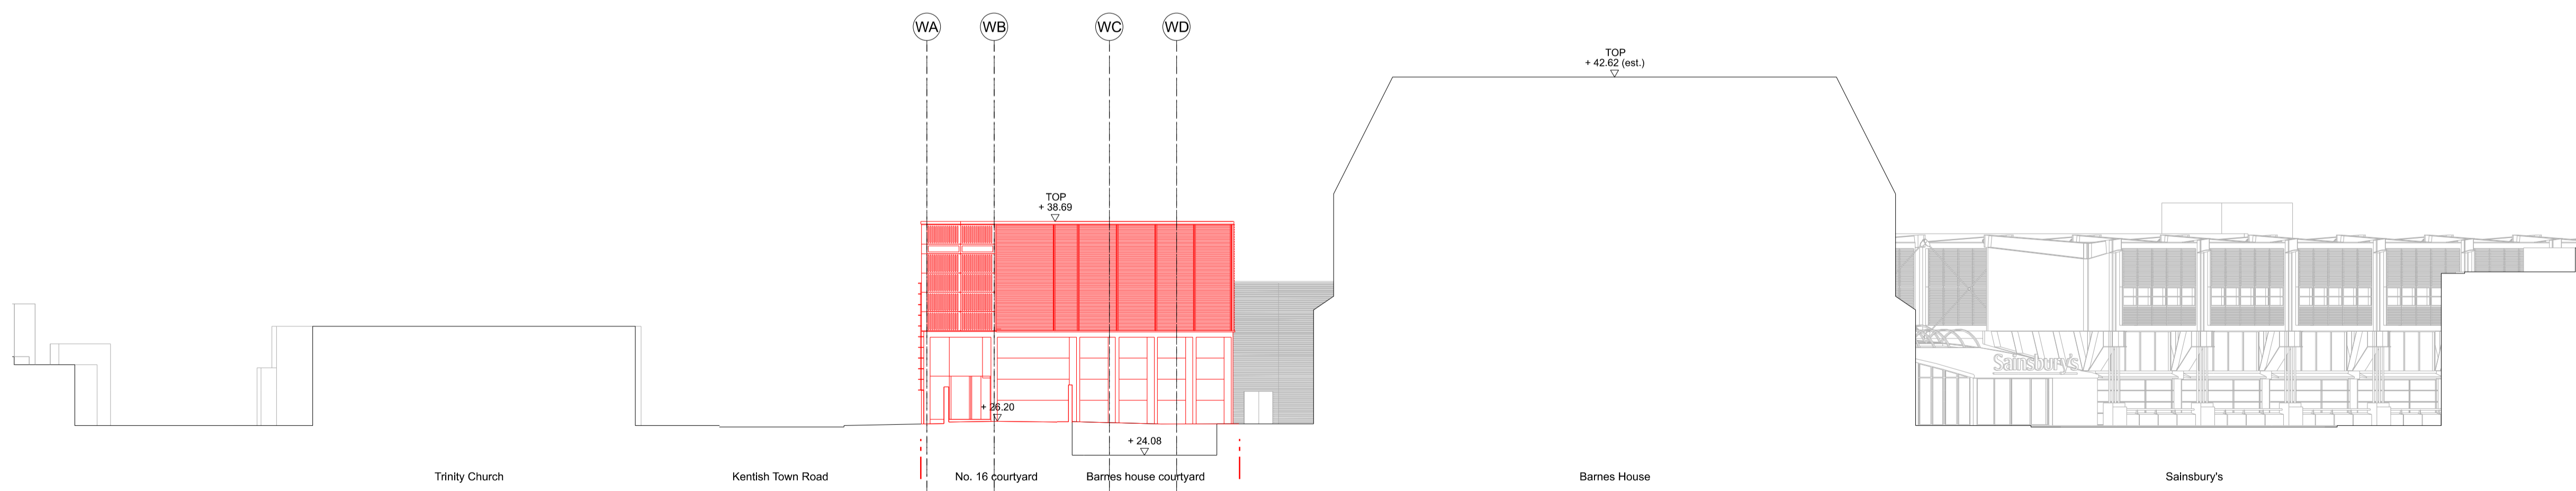 WA
WB
WC
WD
TOP
+ 42.62 (est.)
TOP
+ 38.69
Sainsbury's
+ 26.20
+ 24.08
Trinity Church
Kentish Town Road
No. 16 courtyard
Barnes house courtyard
Barnes House
Sainsbury's